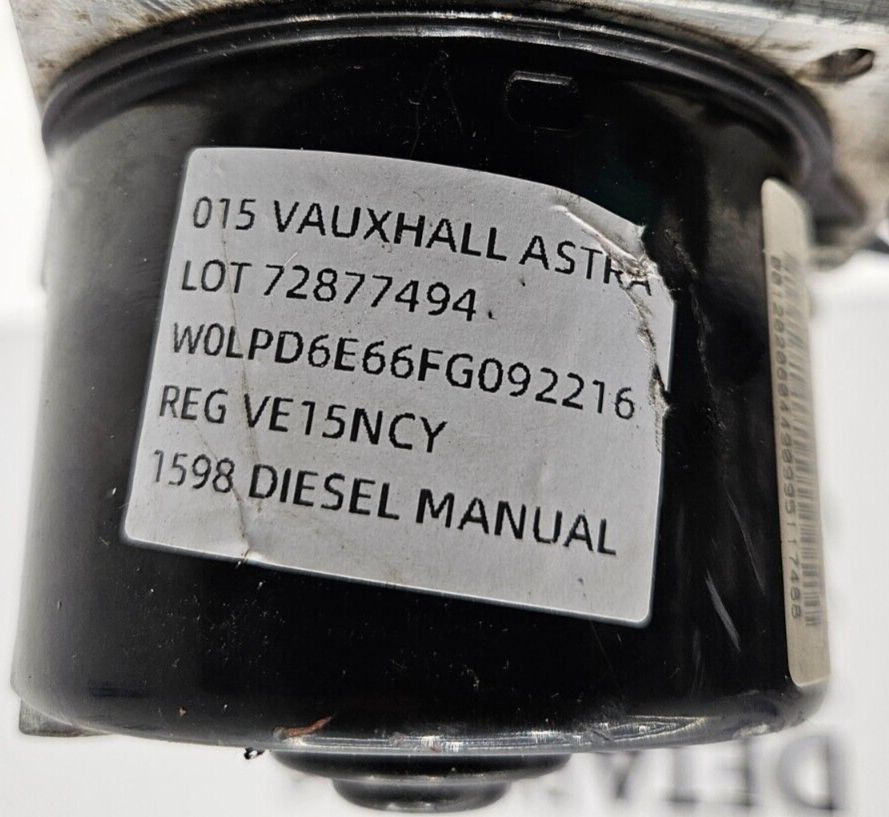 015 VAUXHALL ASTRA
LOT 72877494
W0LPD6E66FG092216
REG VE15NCY
1598 DIESEL MANUAL